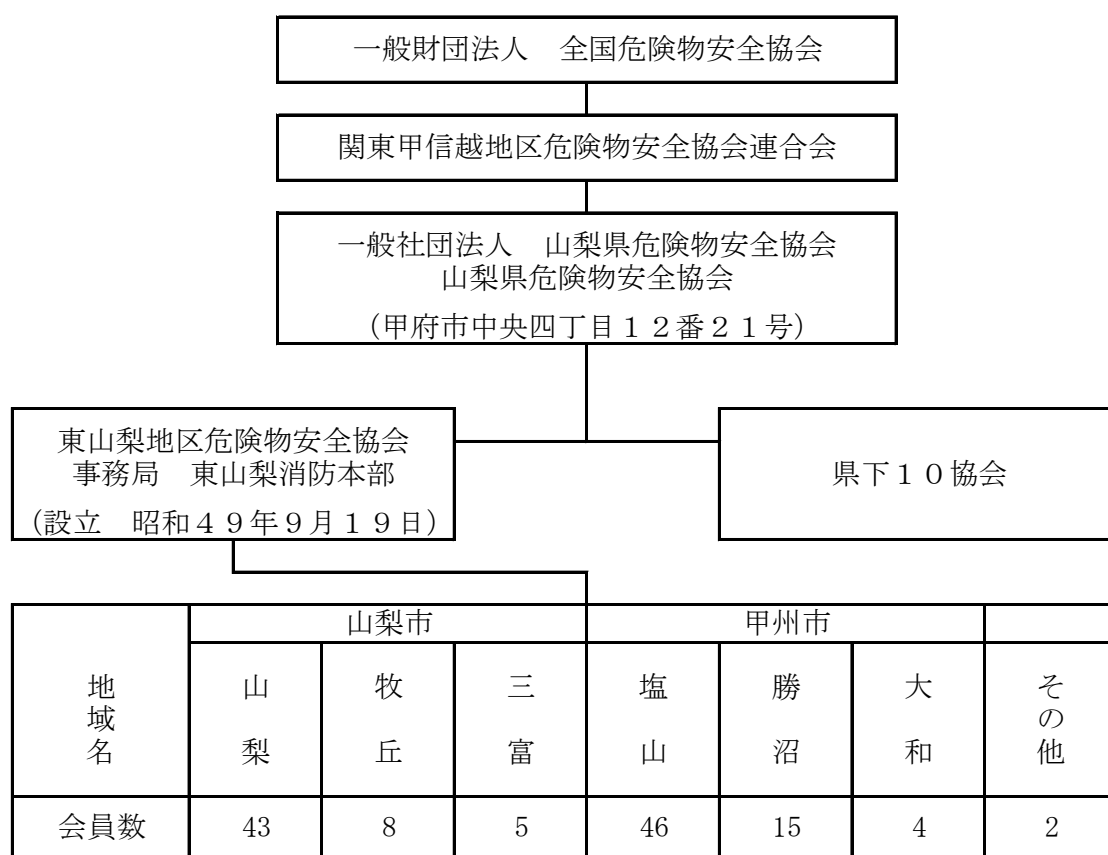 一般財団法人　全国危険物安全協会
関東甲信越地区危険物安全協会連合会
一般社団法人　山梨県危険物安全協会
山梨県危険物安全協会
（甲府市中央四丁目１２番２１号）
東山梨地区危険物安全協会
事務局　東山梨消防本部
（設立　昭和４９年９月１９日）
県下１０協会
地域名
山梨市
甲州市
山梨
牧丘
三富
塩山
勝沼
大和
その他
会員数 43 8 5 46 15 4 2